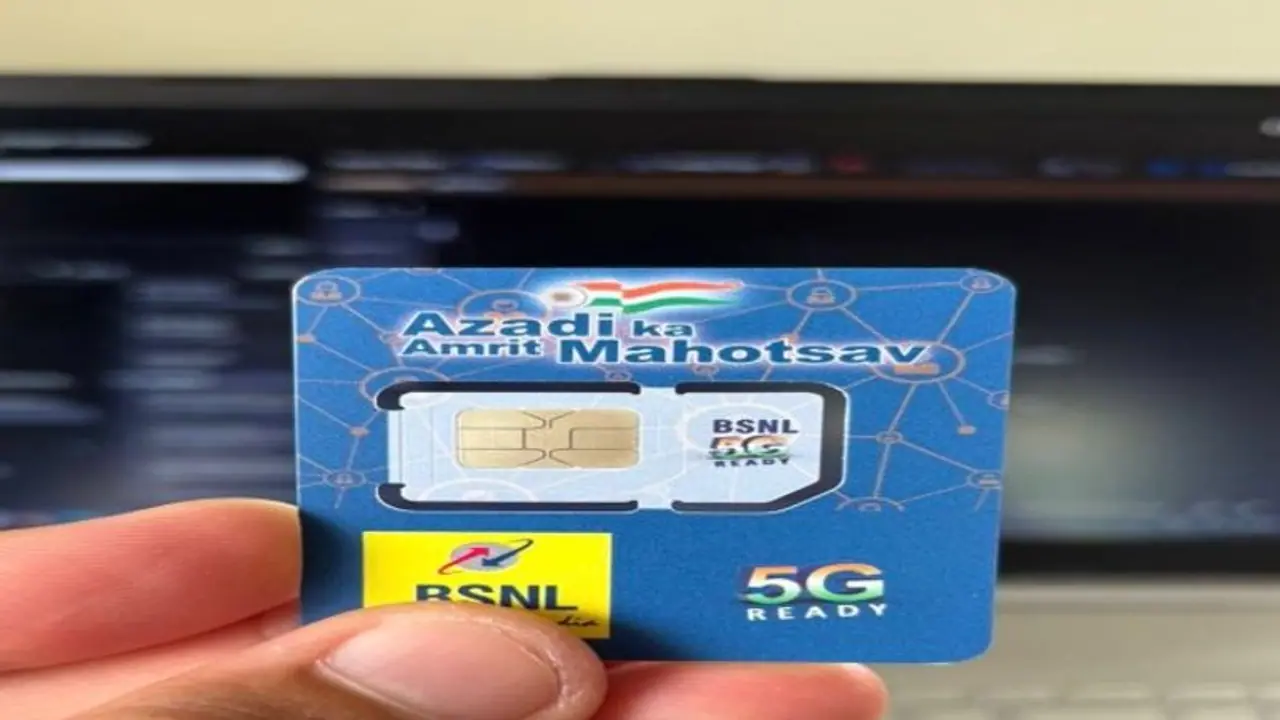 Azadi ka
Amrit Mahotsav
BSNL
5G
READY
BSNL
5G
READY